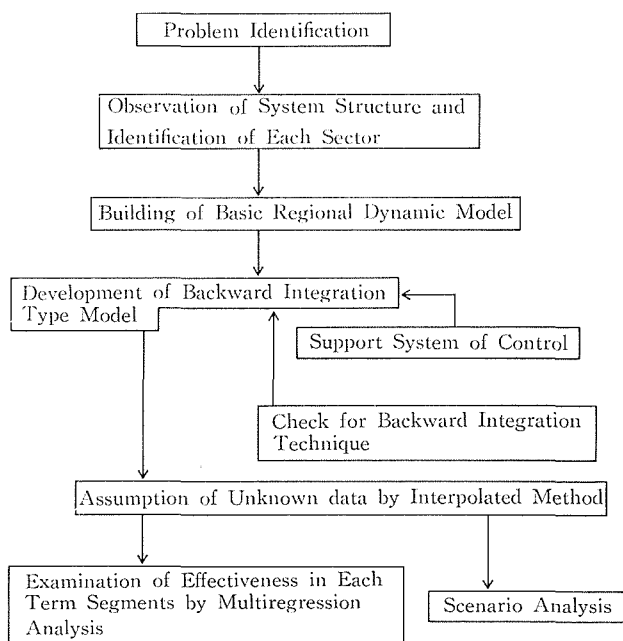 Problem Identification
Observation of System Structure and
Identification of Each Sector
Building of Basic Regional Dynamic Model
Development of Backward Integration
Type Model
Support System of Control
Check for Backward Integration
Technique
Assumption of Unknown data by Interpolated Method
Examination of Effectiveness in Each
Term Segments by Multiregression
Analysis
Scenario Analysis